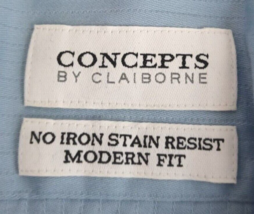 CONCEPTS
BY CLAIBORNE
NO IRON STAIN RESIST
MODERN FIT